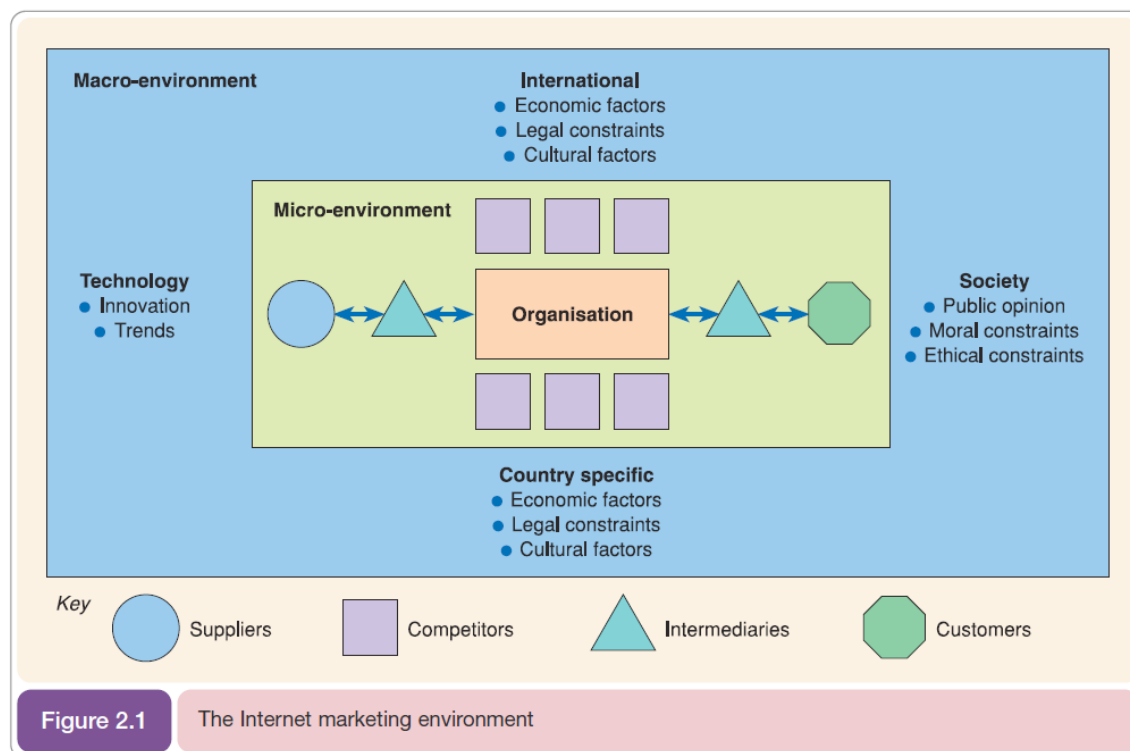 Macro-environment
International
● Economic factors
● Legal constraints
● Cultural factors
Micro-environment
Technology
● Innovation
● Trends
Organisation
Society
● Public opinion
● Moral constraints
● Ethical constraints
Country specific
● Economic factors
● Legal constraints
● Cultural factors
Key
Suppliers
Competitors
Intermediaries
Customers
Figure 2.1
The Internet marketing environment